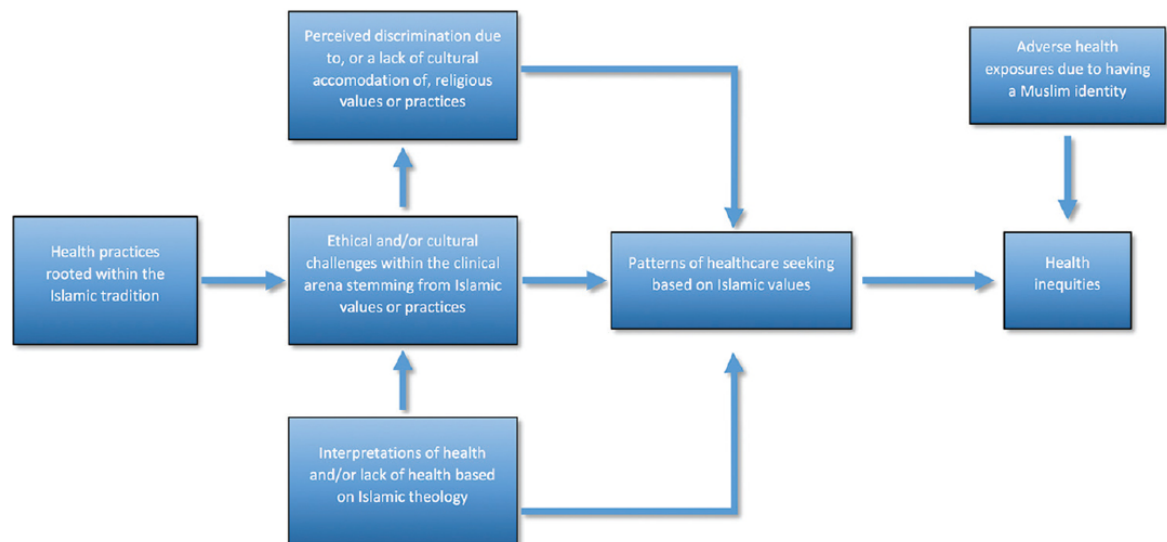 Perceived discrimination due
to, or a lack of cultural
accomodation of, religious
values or practices
Adverse health
exposures due to having
a Muslim identity
Health practices
rooted within the
Islamic tradition
Ethical and/or cultural
challenges within the clinical
arena stemming from Islamic
values or practices
Patterns of healthcare seeking
based on Islamic values
Health
inequities
Interpretations of health
and/or lack of health based
on Islamic theology